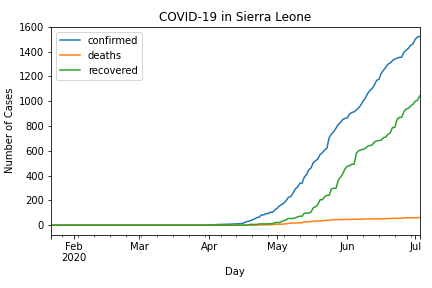 COVID-19 in Sierra Leone
confirmed
deaths
recovered
Number of Cases
1600
1400
1200
1000
800
600
400
200
0
Feb
2020
Mar
Apr
May
Jun
Jul
Day